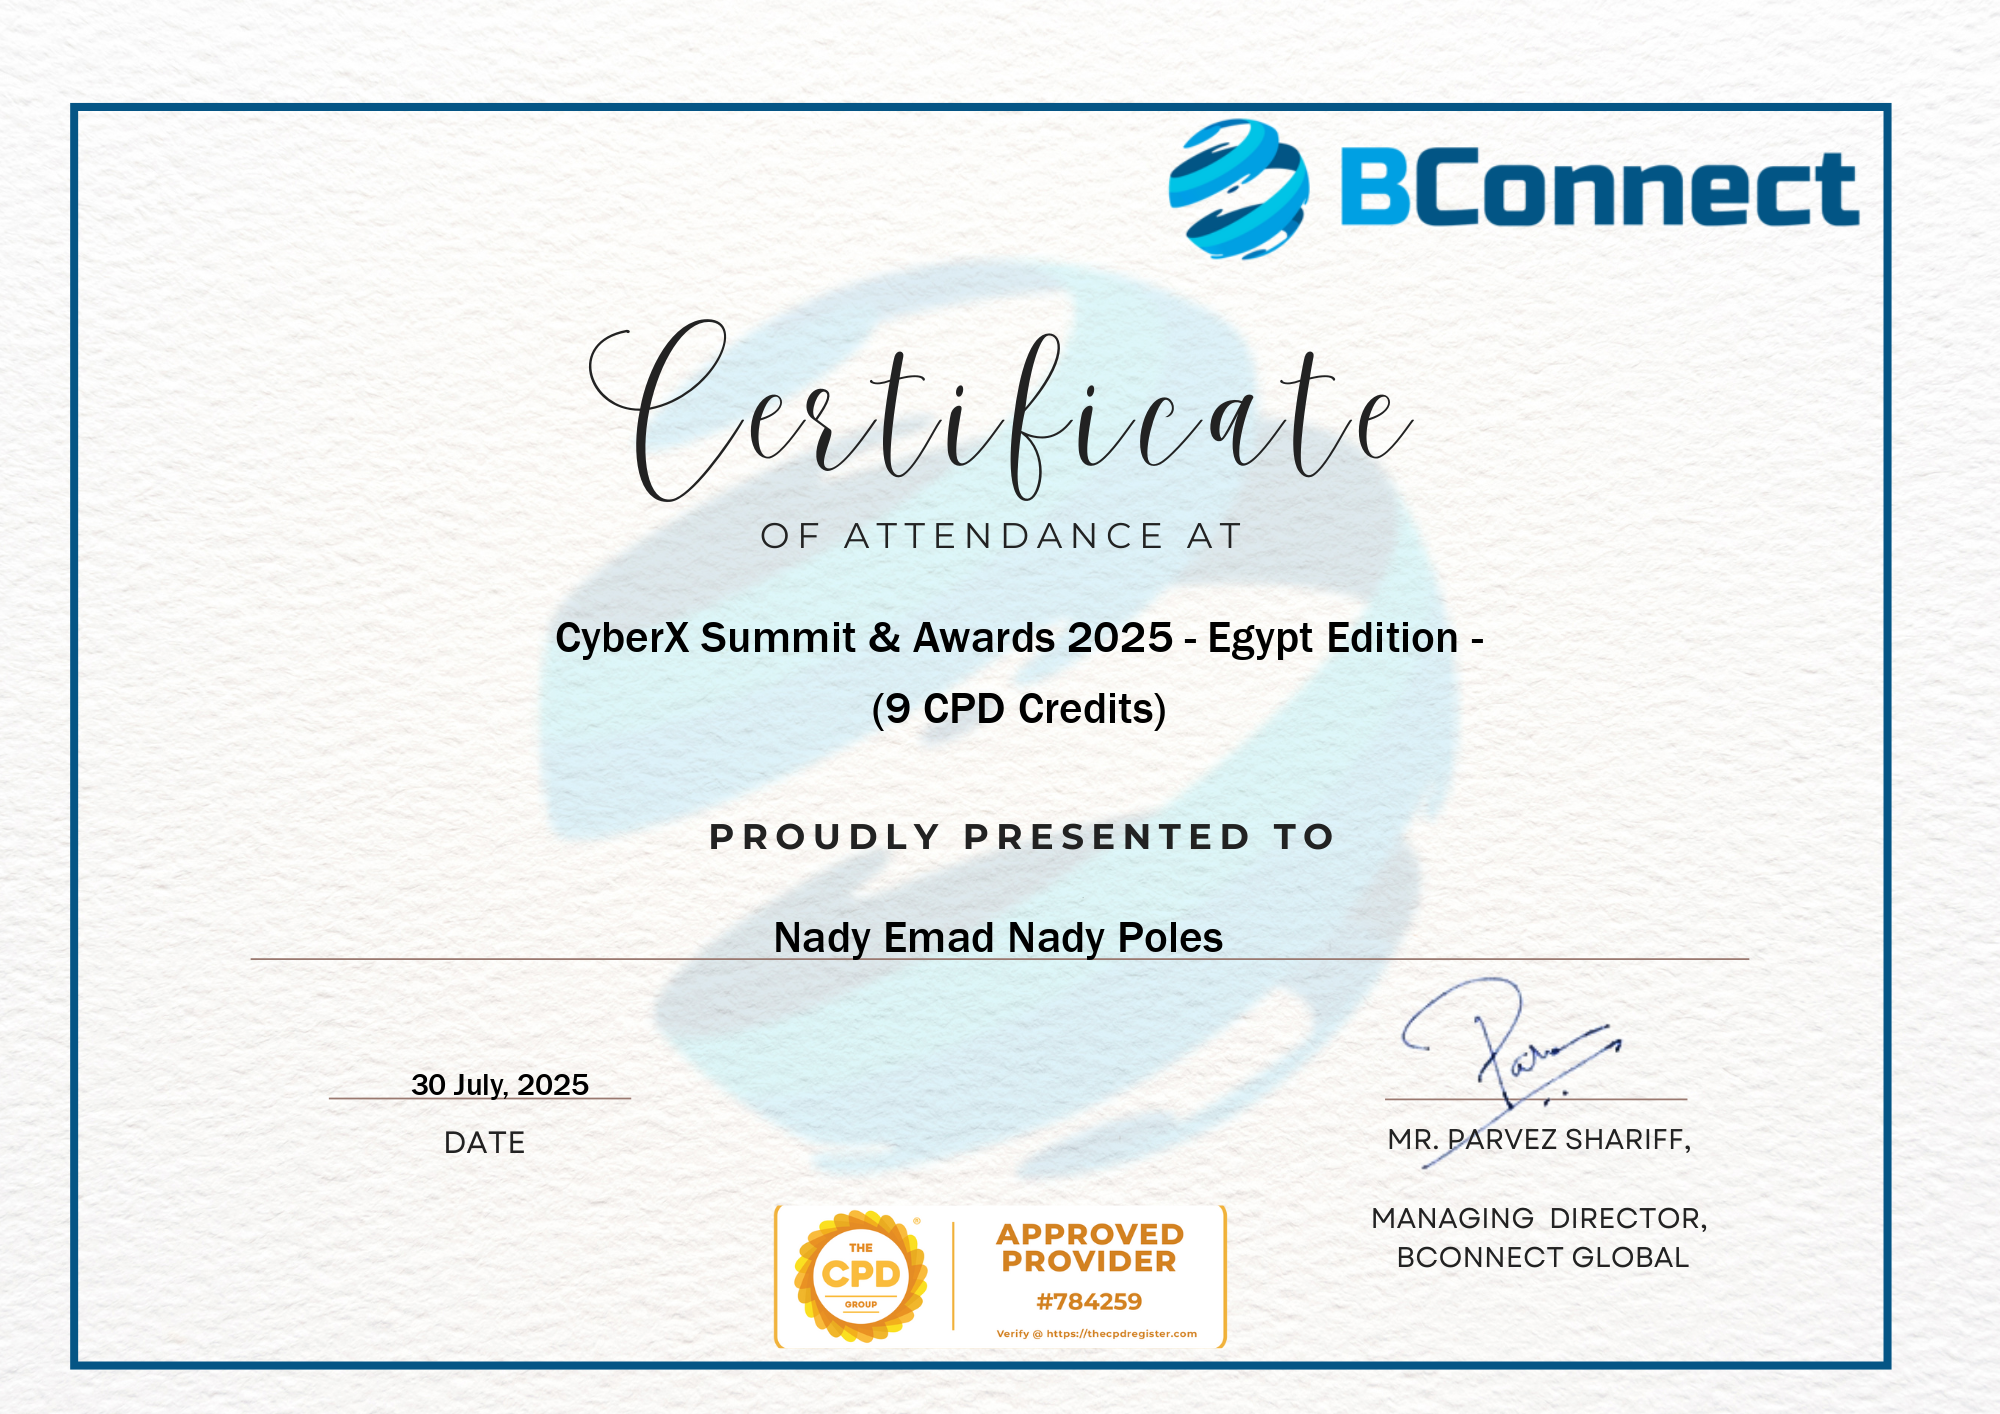 BConnect
Certificate
OF ATTENDANCE AT
CyberX Summit & Awards 2025 - Egypt Edition -
(9 CPD Credits)
PROUDLY PRESENTED TO
Nady Emad Nady Poles
30 July, 2025
DATE
Parvez
MR. PARVEZ SHARIFF,
MANAGING DIRECTOR,
BCONNECT GLOBAL
THE
CPD
GROUP
®
APPROVED
PROVIDER
#784259
Verify @ https://thecpdregister.com